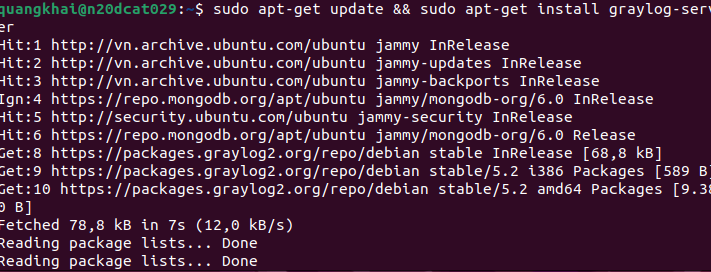 quangkhai@n20dcat029:~$ sudo apt-get update && sudo apt-get install graylog-serv
er
Hit:1 http://vn.archive.ubuntu.com/ubuntu jammy InRelease
Hit:2 http://vn.archive.ubuntu.com/ubuntu jammy-updates InRelease
Hit:3 http://vn.archive.ubuntu.com/ubuntu jammy-backports InRelease
Ign:4 https://repo.mongodb.org/apt/ubuntu jammy/mongodb-org/6.0 InRelease
Hit:5 http://security.ubuntu.com/ubuntu jammy-security InRelease
Hit:6 https://repo.mongodb.org/apt/ubuntu jammy/mongodb-org/6.0 Release
Get:8 https://packages.graylog2.org/repo/debian stable InRelease [68,8 kB]
Get:9 https://packages.graylog2.org/repo/debian stable/5.2 i386 Packages [589 B]
Get:10 https://packages.graylog2.org/repo/debian stable/5.2 amd64 Packages [9.38
0 B]
Fetched 78,8 kB in 7s (12,0 kB/s)
Reading package lists... Done
Reading package lists... Done